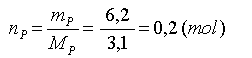 n_P = m_P / M_P = 6,2 / 3,1 = 0,2 (mol)